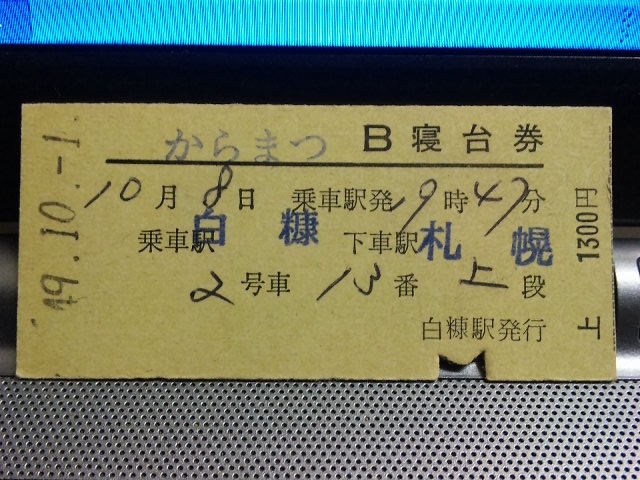 からまつ B寝台券
10月8日 乗車駅発19時47分
乗車駅 白糠 下車駅 札幌
2号車 13番 上段
白糠駅発行
49.10.-1.
上 1300円